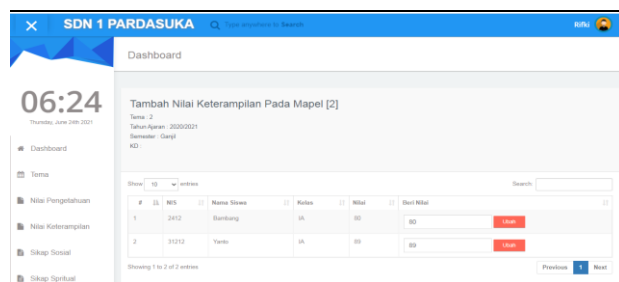 × SDN 1 PARDASUKA Type anywhere to Search Rifki
Dashboard
06:24
Thursday, June 24th 2021
Dashboard
Tema
Nilai Pengetahuan
Nilai Keterampilan
Sikap Sosial
Sikap Spritual
Tambah Nilai Keterampilan Pada Mapel [2]
Tema : 2
Tahun Ajaran : 2020/2021
Semester : Ganjil
KD :
Show 10 entries Search:
# NIS Nama Siswa Kelas Nilai Beri Nilai
1 2412 Bambang IA 80 80 Ubah
2 31212 Yanto IA 89 89 Ubah
Showing 1 to 2 of 2 entries Previous 1 Next